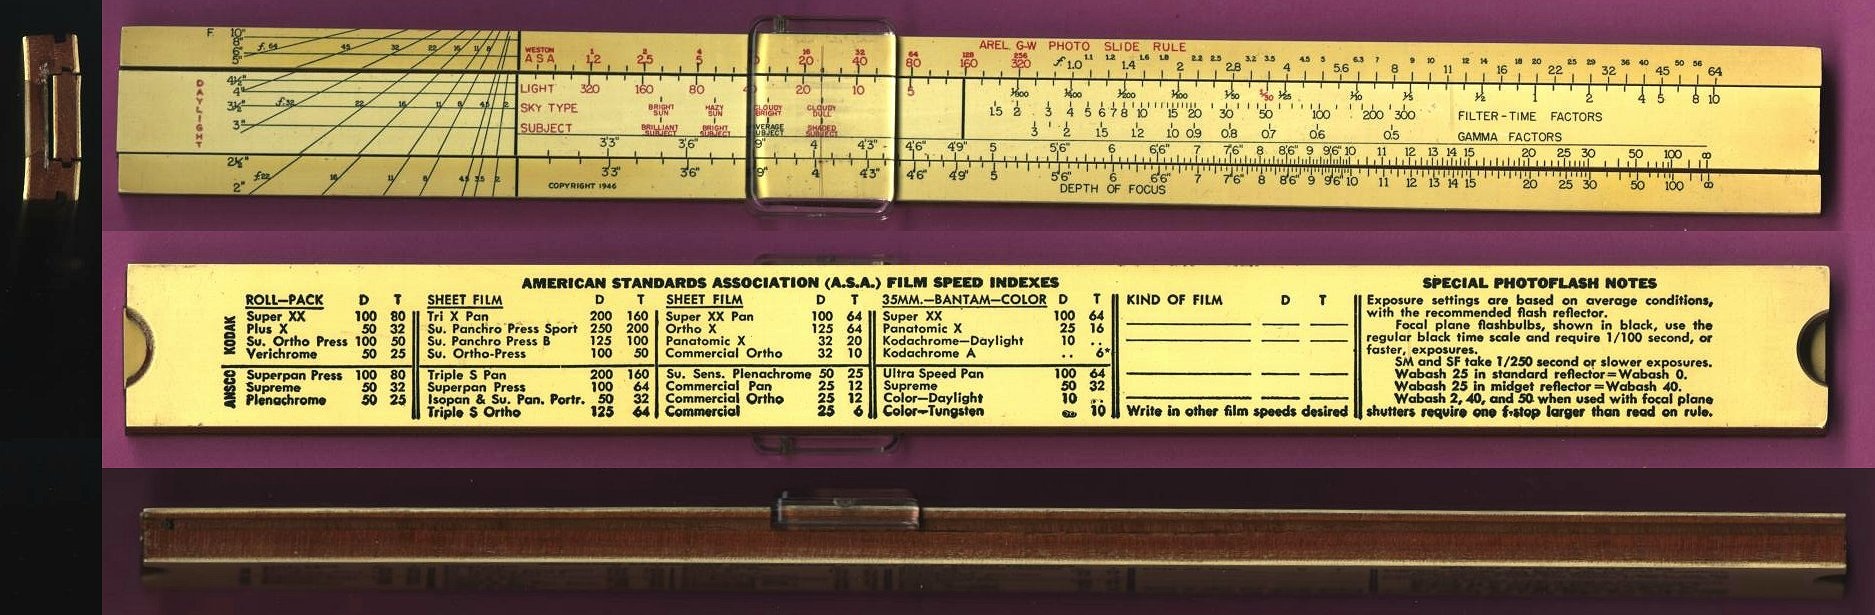 AREL G-W PHOTO SLIDE RULE
F. 10" 8" 6" 5"
f.64 45 32 22 16 11 8
WESTON 1 2 4 16 32 64 128 256
ASA 1.2 2.5 5 20 40 80 160 320
f 1.0 1.1 1.2 1.4 1.6 1.8 2 2.2 2.5 2.8 3.2 3.5 4 4.5 5 5.6 6.3 7 8 9 10 11 12 14 16 18 20 22 25 29 32 36 40 45 50 56 64
DAYLIGHT
4½" 4" 3½" 3"
f.32 22 16 11 8 4.5 2
LIGHT 320 160 80 40 20 10 5
1/800 1/400 1/200 1/100 1/50 1/25 1/10 1/5 1/2 1 2 4 5 8 10
SKY TYPE BRIGHT SUN HAZY SUN CLOUDY BRIGHT CLOUDY DULL
1.5 2 3 4 5 6 7 8 10 15 20 30 50 100 200 300 FILTER-TIME FACTORS
SUBJECT BRILLIANT SUBJECT BRIGHT SUBJECT AVERAGE SUBJECT SHADED SUBJECT
3 2 1.5 1.2 1.0 0.9 0.8 0.7 0.6 0.5 GAMMA FACTORS
3'3" 3'6" 9" 4' 4'3" 4'6" 4'9" 5 5'6" 6 6'6" 7 7'6" 8 8'6" 9 9'6" 10 11 12 13 14 15 20 25 30 50 100 ∞
2½" 2"
f.22 16 11 8 4.5 3.5 2
3'3" 3'6" 9" 4' 4'3" 4'6" 4'9" 5 5'6" 6 6'6" 7 7'6" 8 8'6" 9 9'6" 10 11 12 13 14 15 20 25 30 50 100 ∞
COPYRIGHT 1946
DEPTH OF FOCUS
AMERICAN STANDARDS ASSOCIATION (A.S.A.) FILM SPEED INDEXES
KODAK
ROLL—PACK D T
Super XX 100 80
Plus X 50 32
Su. Ortho Press 100 50
Verichrome 50 25
ANSCO
Superpan Press 100 80
Supreme 50 32
Plenachrome 50 25
SHEET FILM D T
Tri X Pan 200 160
Su. Panchro Press Sport 250 200
Su. Panchro Press B 125 100
Su. Ortho-Press 100 50
Triple S Pan 200 160
Superpan Press 100 64
Isopan & Su. Pan. Portr. 50 32
Triple S Ortho 125 64
SHEET FILM D T
Super XX Pan 100 64
Ortho X 125 64
Panatomic X 32 20
Commercial Ortho 32 10
Su. Sens. Plenachrome 50 25
Commercial Pan 25 12
Commercial Ortho 25 12
Commercial 25 6
35MM.—BANTAM—COLOR D T
Super XX 100 64
Panatomic X 25 16
Kodachrome—Daylight 10 ..
Kodachrome A .. 6*
Ultra Speed Pan 100 64
Supreme 50 32
Color—Daylight 10 ..
Color—Tungsten 10
KIND OF FILM D T
Write in other film speeds desired
SPECIAL PHOTOFLASH NOTES
Exposure settings are based on average conditions,
with the recommended flash reflector.
Focal plane flashbulbs, shown in black, use the
regular black time scale and require 1/100 second, or
faster, exposures.
SM and SF take 1/250 second or slower exposures.
Wabash 25 in standard reflector=Wabash 0.
Wabash 25 in midget reflector=Wabash 40.
Wabash 2, 40, and 50 when used with focal plane
shutters require one f-stop larger than read on rule.